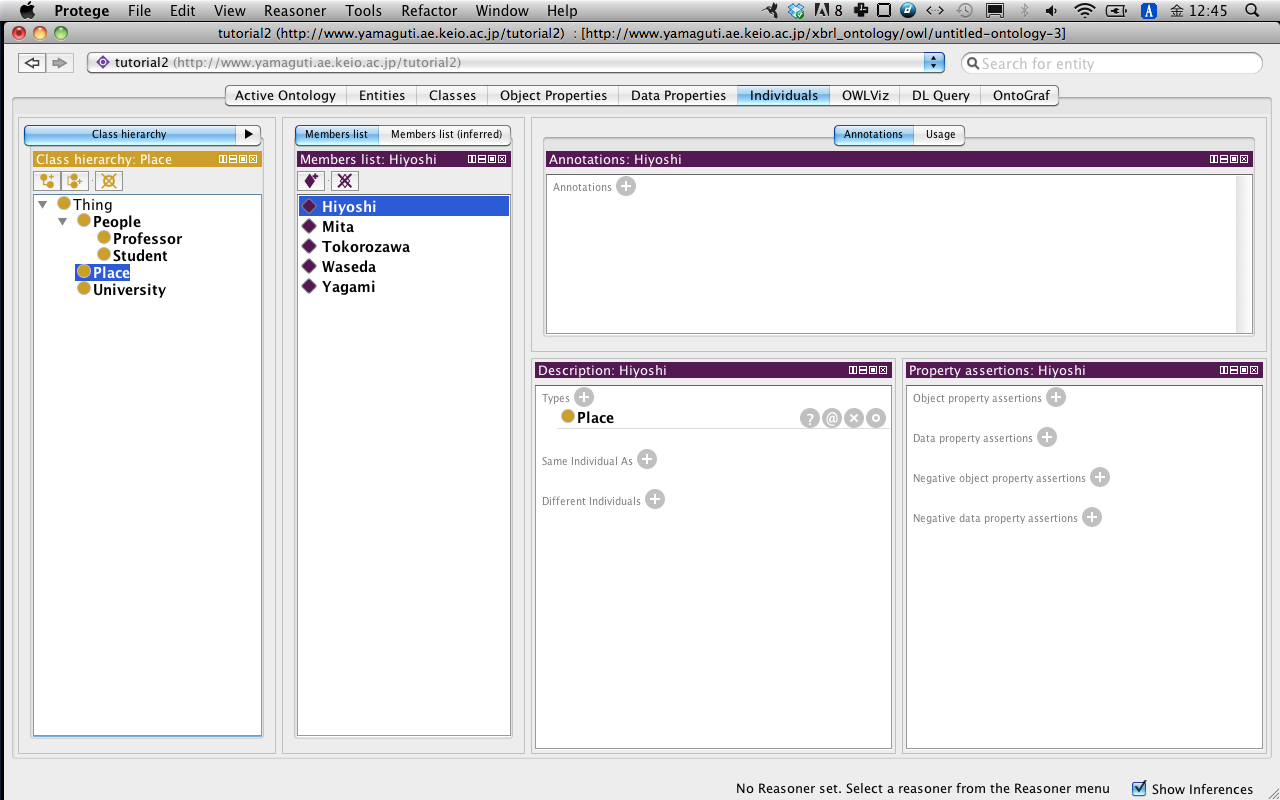 Protege File Edit View Reasoner Tools Refactor Window Help 8 A 金 12:45
tutorial2 (http://www.yamaguti.ae.keio.ac.jp/tutorial2) : [http://www.yamaguti.ae.keio.ac.jp/xbrl_ontology/owl/untitled-ontology-3]
tutorial2 (http://www.yamaguti.ae.keio.ac.jp/tutorial2) Search for entity
Active Ontology Entities Classes Object Properties Data Properties Individuals OWLViz DL Query OntoGraf
Class hierarchy
Class hierarchy: Place
Thing
People
Professor
Student
Place
University
Members list Members list (inferred)
Members list: Hiyoshi
Hiyoshi
Mita
Tokorozawa
Waseda
Yagami
Annotations Usage
Annotations: Hiyoshi
Annotations
Description: Hiyoshi
Types
Place ? @
Same Individual As
Different Individuals
Property assertions: Hiyoshi
Object property assertions
Data property assertions
Negative object property assertions
Negative data property assertions
No Reasoner set. Select a reasoner from the Reasoner menu Show Inferences